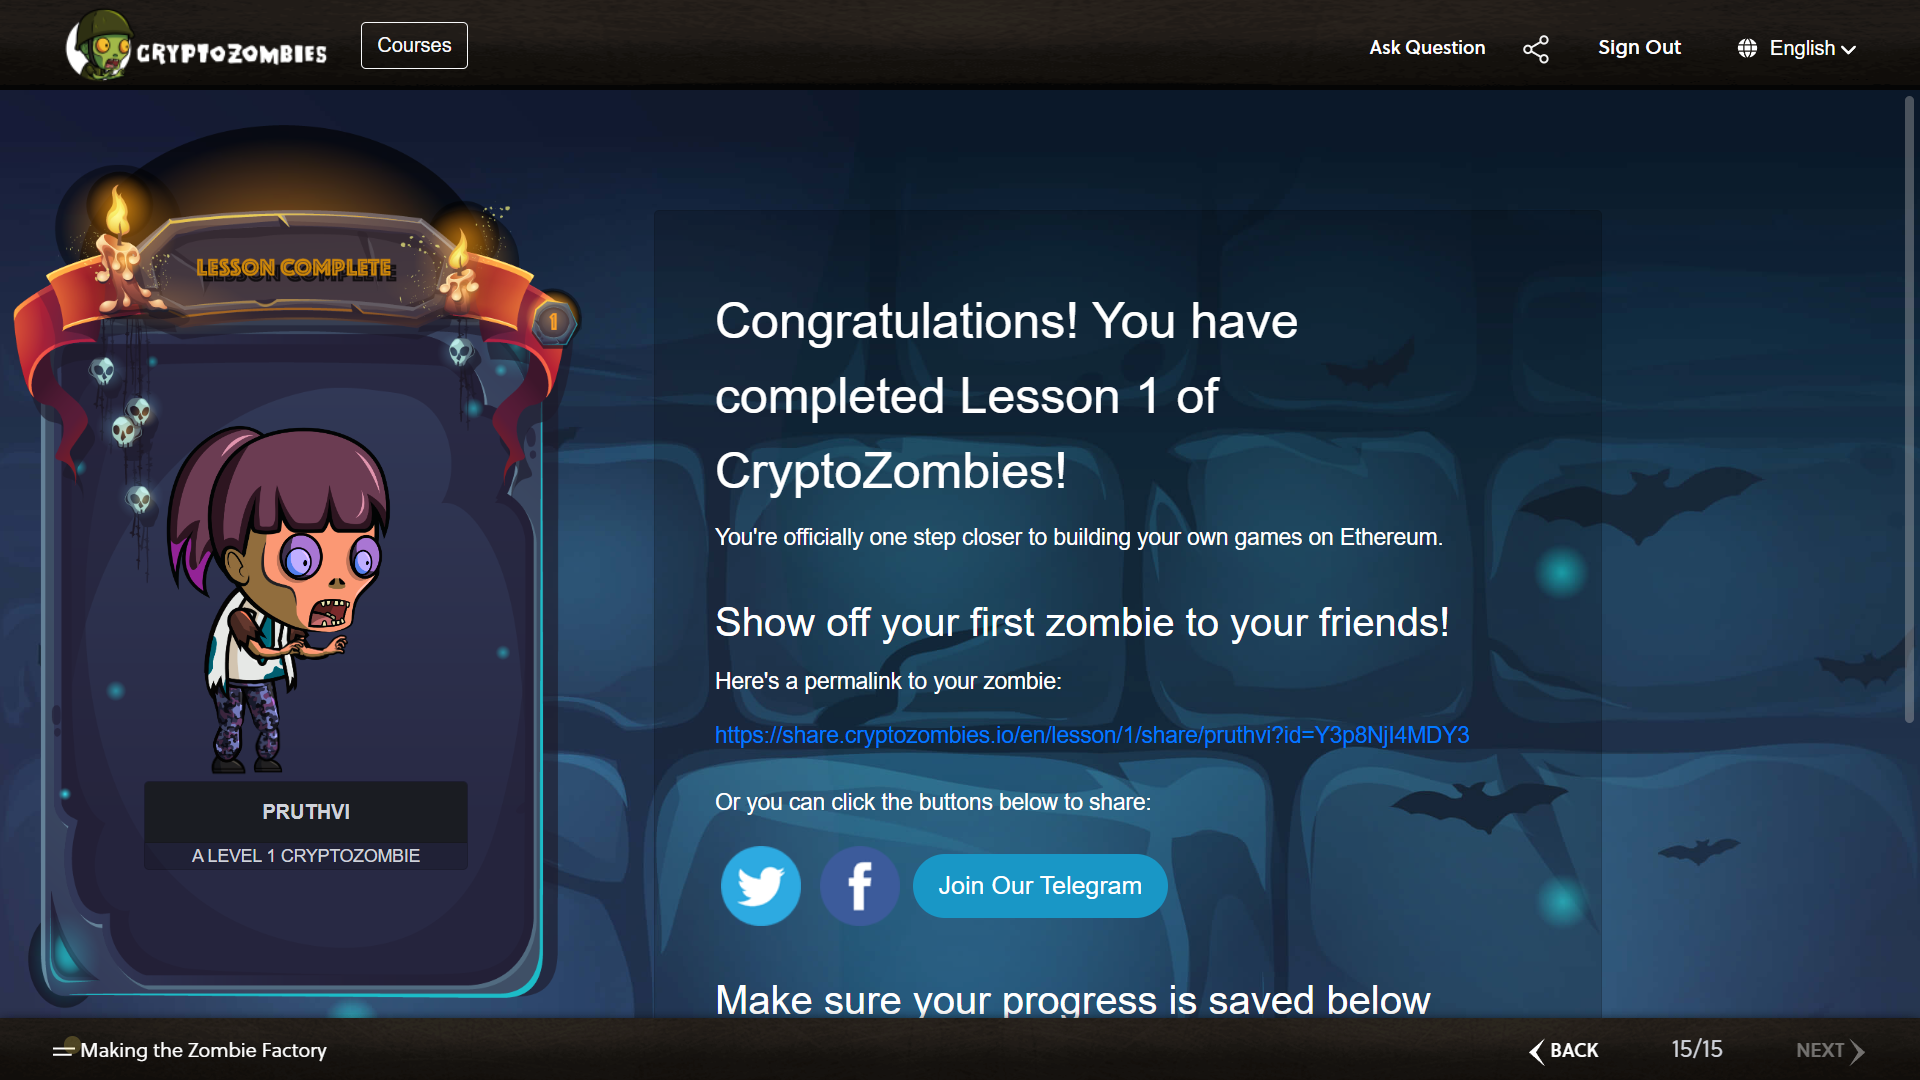 CRYPTOZOMBIES
Courses
Ask Question
Sign Out
English
LESSON COMPLETE
1
PRUTHVI
A LEVEL 1 CRYPTOZOMBIE
Congratulations! You have
completed Lesson 1 of
CryptoZombies!
You're officially one step closer to building your own games on Ethereum.
Show off your first zombie to your friends!
Here's a permalink to your zombie:
https://share.cryptozombies.io/en/lesson/1/share/pruthvi?id=Y3p8NjI4MDY3
Or you can click the buttons below to share:
Join Our Telegram
Make sure your progress is saved below
Making the Zombie Factory
BACK
15/15
NEXT